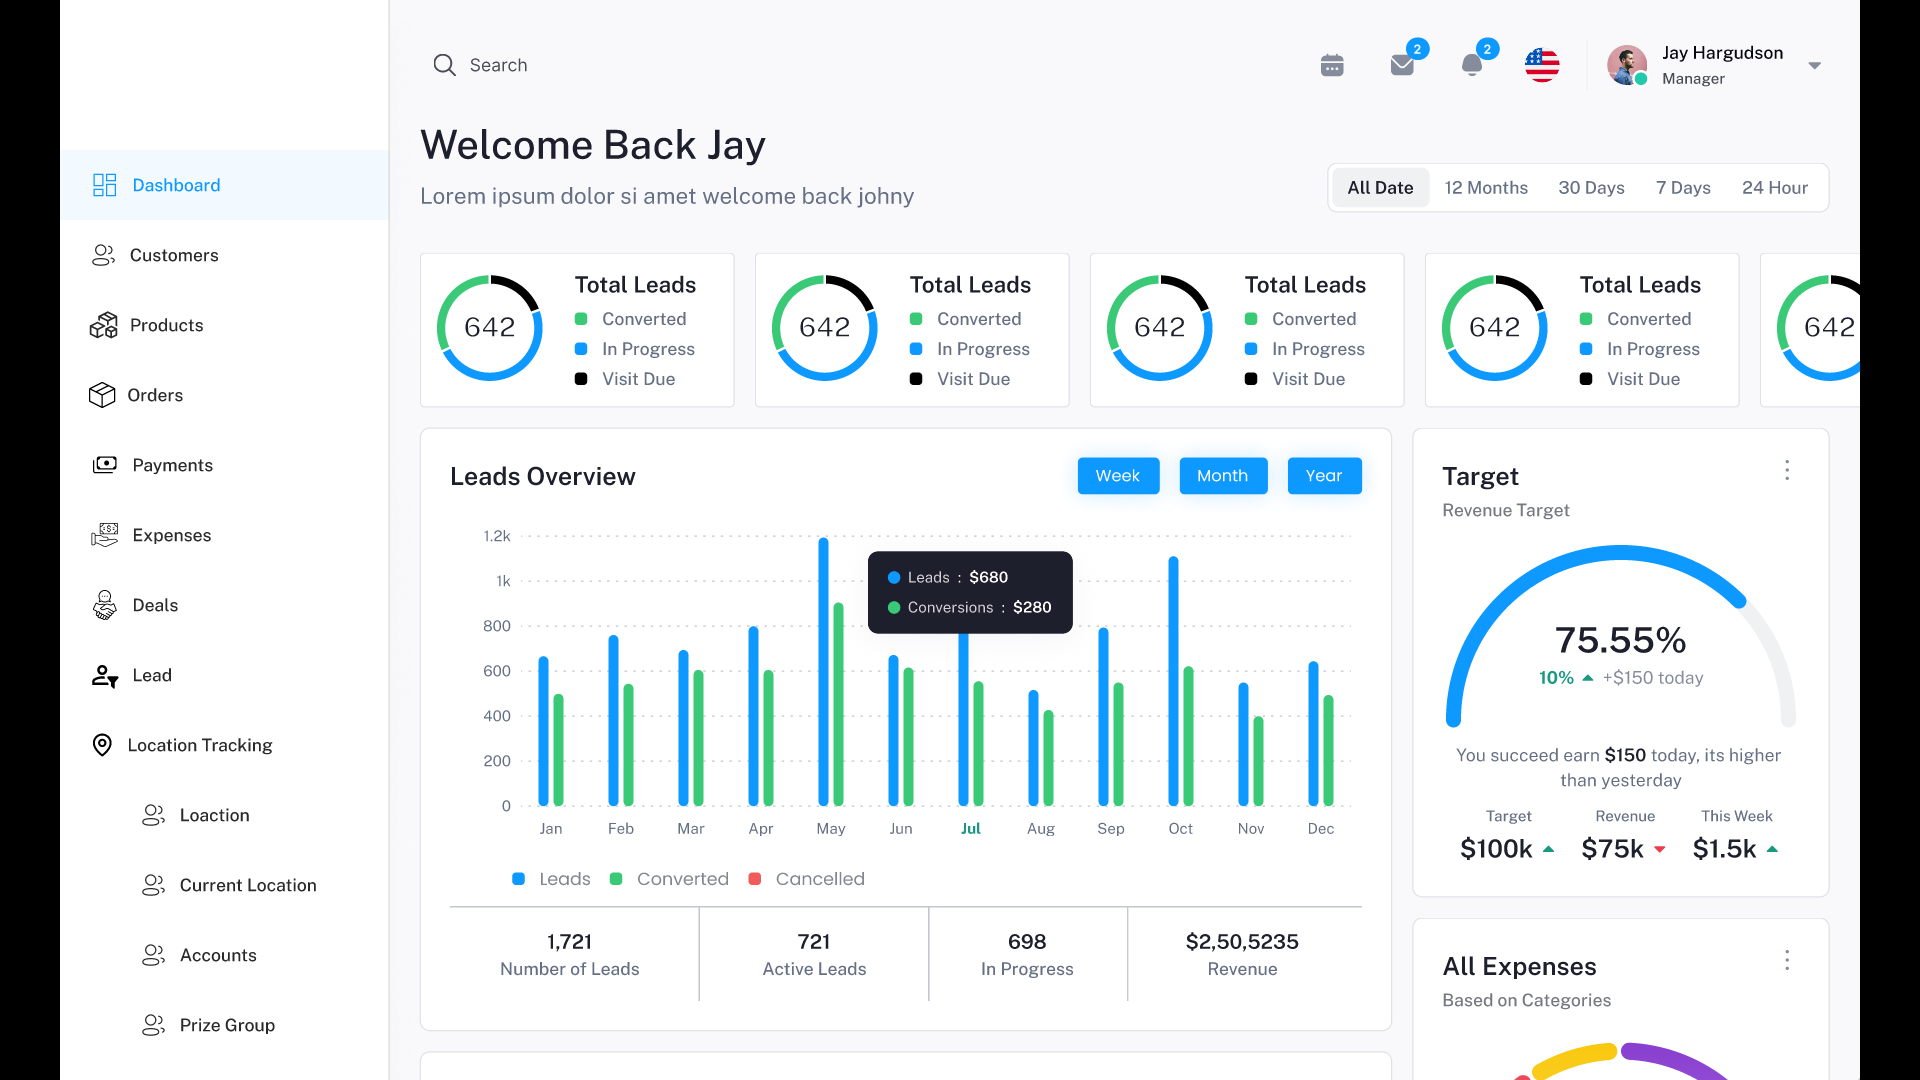 Search
2
2
Jay Hargudson
Manager
Dashboard
Customers
Products
Orders
Payments
Expenses
Deals
Lead
Location Tracking
Loaction
Current Location
Accounts
Prize Group
Welcome Back Jay
Lorem ipsum dolor si amet welcome back johny
All Date 12 Months 30 Days 7 Days 24 Hour
642
Total Leads
Converted
In Progress
Visit Due
642
Total Leads
Converted
In Progress
Visit Due
642
Total Leads
Converted
In Progress
Visit Due
642
Total Leads
Converted
In Progress
Visit Due
642
Leads Overview
Week Month Year
1.2k
1k
800
600
400
200
0
Leads : $680
Conversions : $280
Jan Feb Mar Apr May Jun Jul Aug Sep Oct Nov Dec
Leads Converted Cancelled
1,721
Number of Leads
721
Active Leads
698
In Progress
$2,50,5235
Revenue
Target
Revenue Target
75.55%
10% +$150 today
You succeed earn $150 today, its higher
than yesterday
Target Revenue This Week
$100k $75k $1.5k
All Expenses
Based on Categories